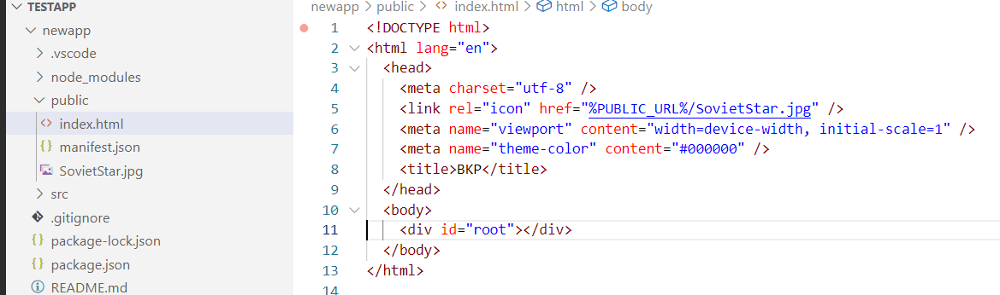 TESTAPP
newapp
.vscode
node_modules
public
index.html
manifest.json
SovietStar.jpg
src
.gitignore
package-lock.json
package.json
README.md
newapp > public > index.html > html > body
1 <!DOCTYPE html>
2 <html lang="en">
3 <head>
4 <meta charset="utf-8" />
5 <link rel="icon" href="%PUBLIC_URL%/SovietStar.jpg" />
6 <meta name="viewport" content="width=device-width, initial-scale=1" />
7 <meta name="theme-color" content="#000000" />
8 <title>BKP</title>
9 </head>
10 <body>
11 <div id="root"></div>
12 </body>
13 </html>
14